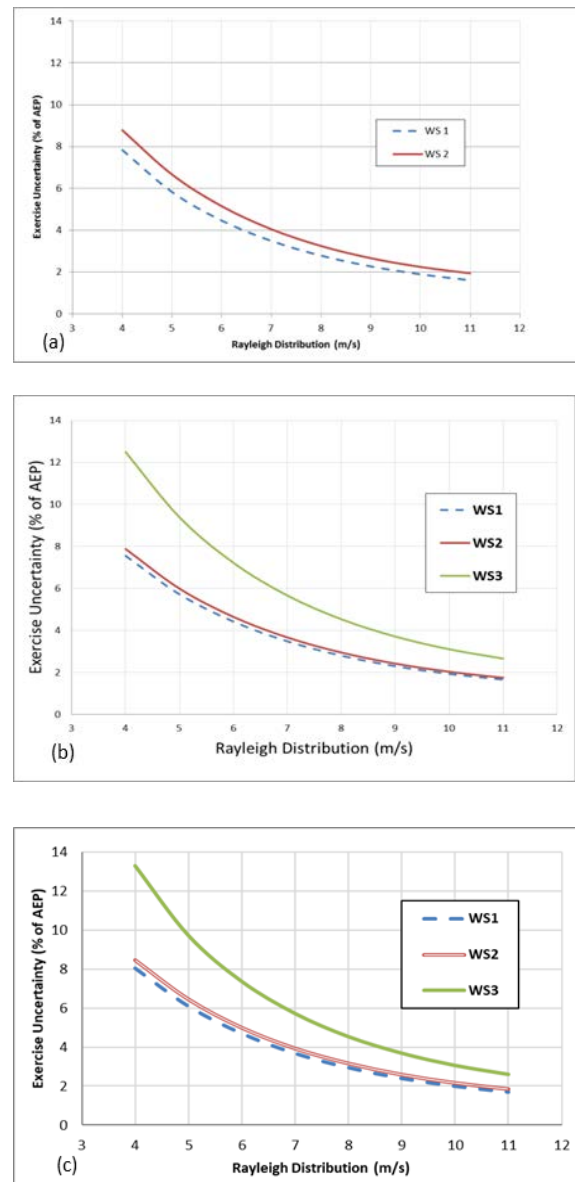 14
12
10
8
6
4
2
0
3 4 5 6 7 8 9 10 11 12
Exercise Uncertainty (% of AEP)
Rayleigh Distribution (m/s)
WS 1
WS 2
(a)
14
12
10
8
6
4
2
0
3 4 5 6 7 8 9 10 11 12
Exercise Uncertainty (% of AEP)
Rayleigh Distribution (m/s)
WS1
WS2
WS3
(b)
14
12
10
8
6
4
2
0
3 4 5 6 7 8 9 10 11 12
Exercise Uncertainty (% of AEP)
Rayleigh Distribution (m/s)
WS1
WS2
WS3
(c)